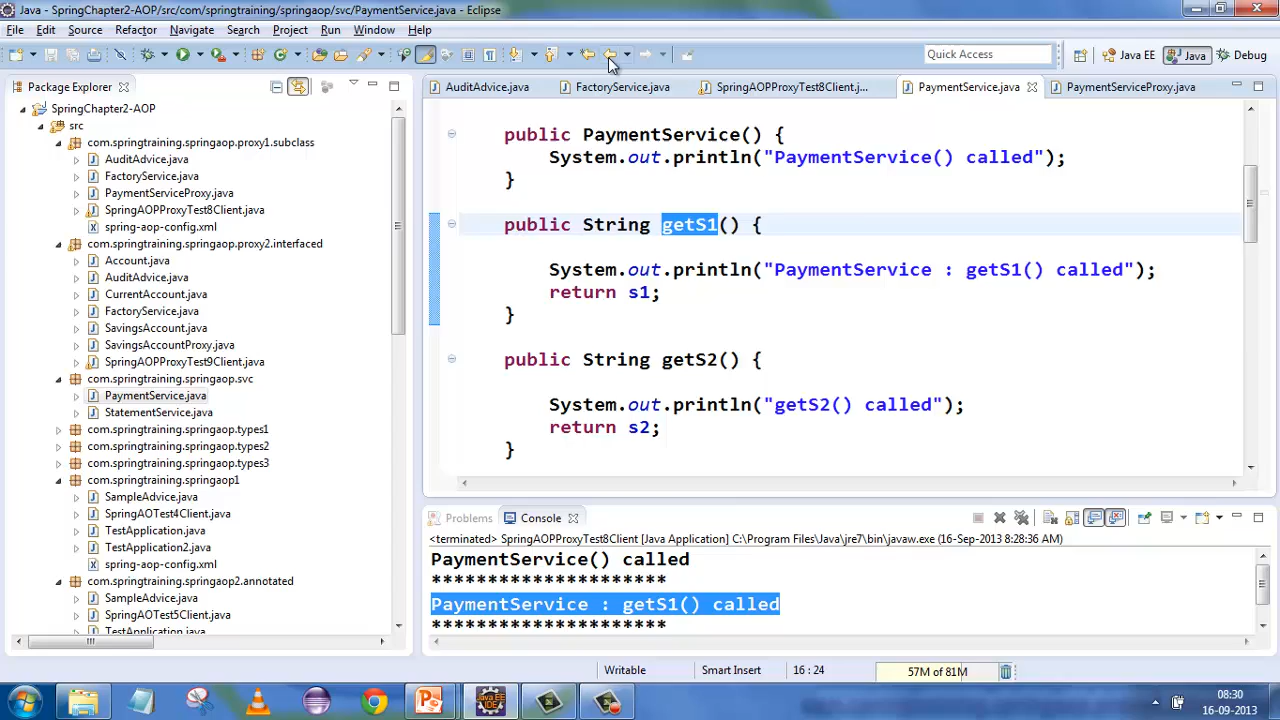 Java - SpringChapter2-AOP/src/com/springtraining/springaop/svc/PaymentService.java - Eclipse
File Edit Source Refactor Navigate Search Project Run Window Help
Quick Access
Java EE
Java
Debug
Package Explorer
AuditAdvice.java
FactoryService.java
SpringAOPProxyTest8Client.j...
PaymentService.java
PaymentServiceProxy.java
SpringChapter2-AOP
src
com.springtraining.springaop.proxy1.subclass
AuditAdvice.java
FactoryService.java
PaymentServiceProxy.java
SpringAOPProxyTest8Client.java
spring-aop-config.xml
com.springtraining.springaop.proxy2.interfaced
Account.java
AuditAdvice.java
CurrentAccount.java
FactoryService.java
SavingsAccount.java
SavingsAccountProxy.java
SpringAOPProxyTest9Client.java
com.springtraining.springaop.svc
PaymentService.java
StatementService.java
com.springtraining.springaop.types1
com.springtraining.springaop.types2
com.springtraining.springaop.types3
com.springtraining.springaop1
SampleAdvice.java
SpringAOTest4Client.java
TestApplication.java
TestApplication2.java
spring-aop-config.xml
com.springtraining.springaop2.annotated
SampleAdvice.java
SpringAOTest5Client.java
TestApplication.java
public PaymentService() {
System.out.println("PaymentService() called");
}
public String getS1() {
System.out.println("PaymentService : getS1() called");
return s1;
}
public String getS2() {
System.out.println("getS2() called");
return s2;
}
Problems
Console
<terminated> SpringAOPProxyTest8Client [Java Application] C:\Program Files\Java\jre7\bin\javaw.exe (16-Sep-2013 8:28:36 AM)
PaymentService() called
*********************
PaymentService : getS1() called
*********************
Writable
Smart Insert
16 : 24
57M of 81M
Java EE
IDE
08:30
16-09-2013